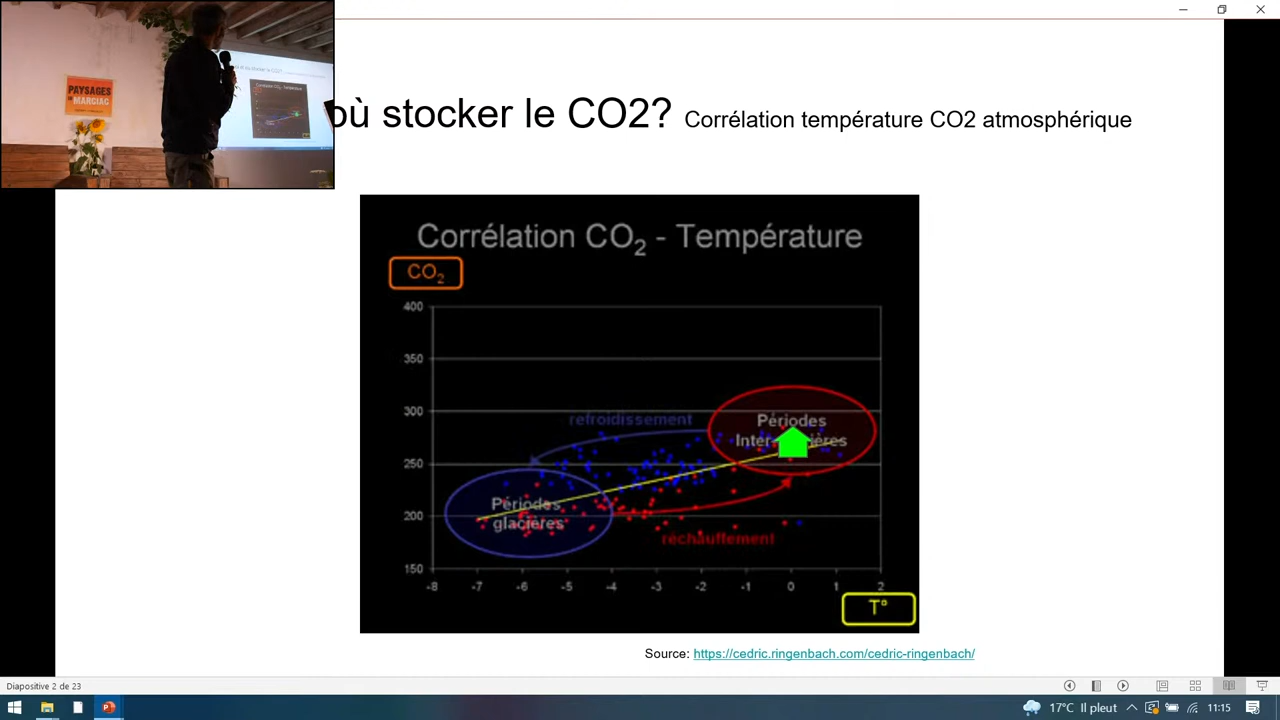 PAYSAGES
MARCIAC
où stocker le CO2? Corrélation température CO2 atmosphérique
Corrélation CO2 - Température
CO2
400
350
300
250
200
150
refroidissement
Périodes
Périodes
glacières
réchauffement
-8 -7 -6 -5 -4 -3 -2 -1 0 1 2
T°
Source: https://cedric.ringenbach.com/cedric-ringenbach/
Diapositive 2 de 23
17°C Il pleut 11:15